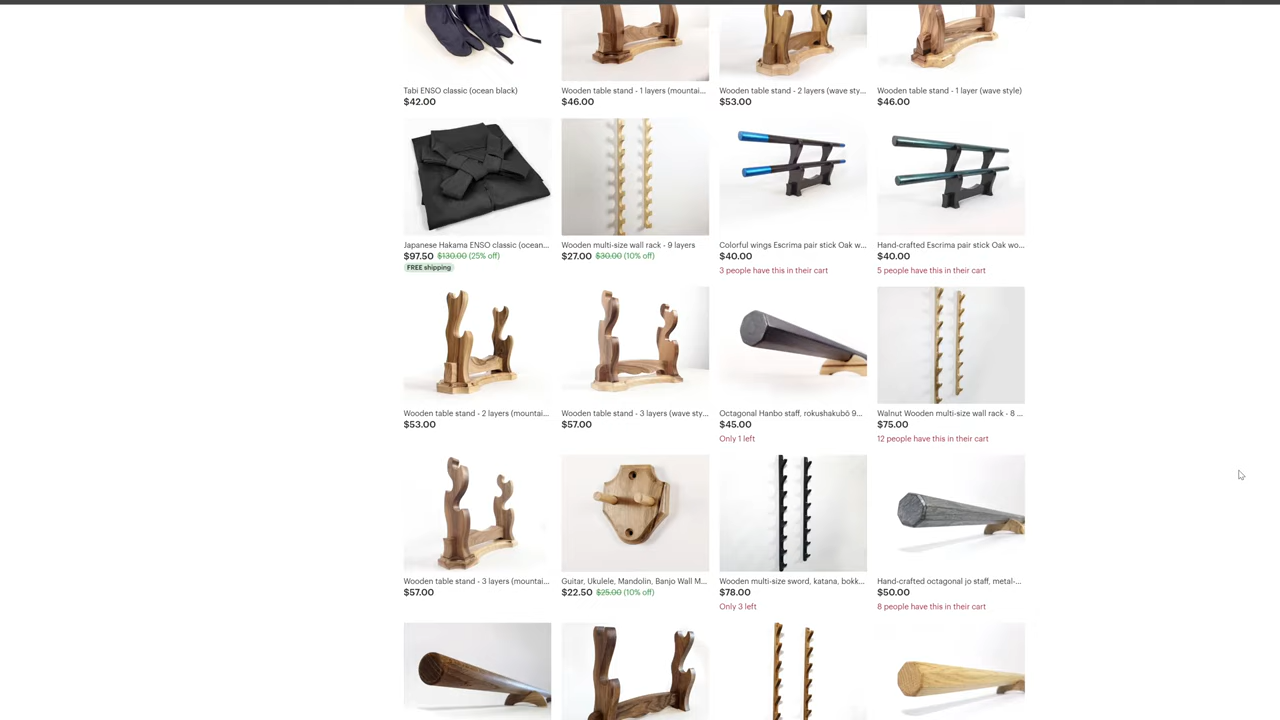 Tabi ENSO classic (ocean black)
$42.00
Wooden table stand - 1 layers (mountai...
$46.00
Wooden table stand - 2 layers (wave sty...
$53.00
Wooden table stand - 1 layer (wave style)
$46.00
Japanese Hakama ENSO classic (ocean...
$97.50 $130.00 (25% off)
FREE shipping
Wooden multi-size wall rack - 9 layers
$27.00 $30.00 (10% off)
Colorful wings Escrima pair stick Oak w...
$40.00
3 people have this in their cart
Hand-crafted Escrima pair stick Oak wo...
$40.00
5 people have this in their cart
Wooden table stand - 2 layers (mountai...
$53.00
Wooden table stand - 3 layers (wave sty...
$57.00
Octagonal Hanbo staff, rokushakubō 9...
$45.00
Only 1 left
Walnut Wooden multi-size wall rack - 8 ...
$75.00
12 people have this in their cart
Wooden table stand - 3 layers (mountai...
$57.00
Guitar, Ukulele, Mandolin, Banjo Wall M...
$22.50 $25.00 (10% off)
Wooden multi-size sword, katana, bokk...
$78.00
Only 3 left
Hand-crafted octagonal jo staff, metal-...
$50.00
8 people have this in their cart